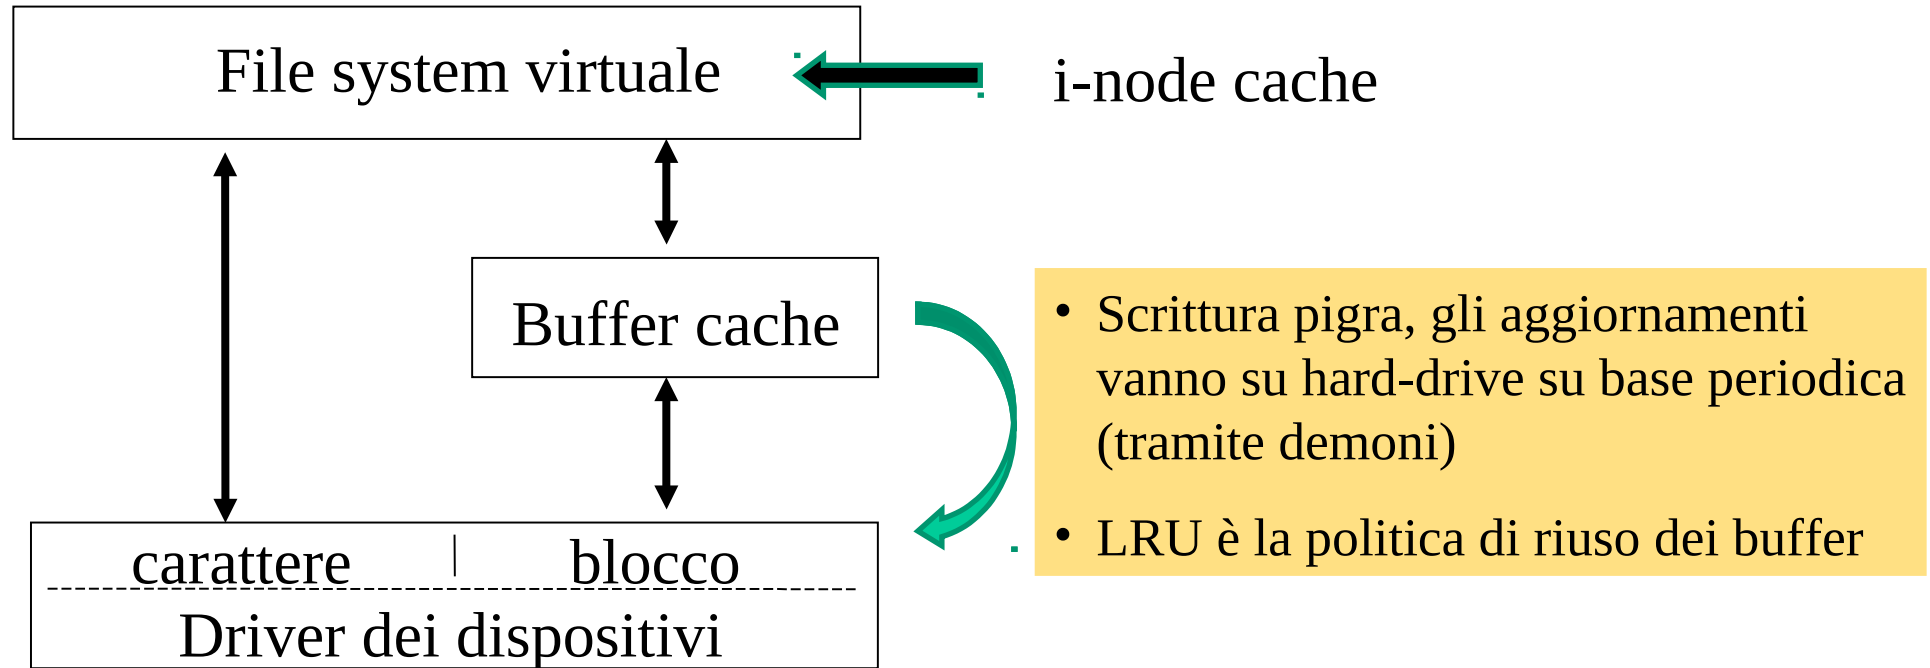 File system virtuale
i-node cache
Buffer cache
• Scrittura pigra, gli aggiornamenti
vanno su hard-drive su base periodica
(tramite demoni)
• LRU è la politica di riuso dei buffer
carattere | blocco
Driver dei dispositivi